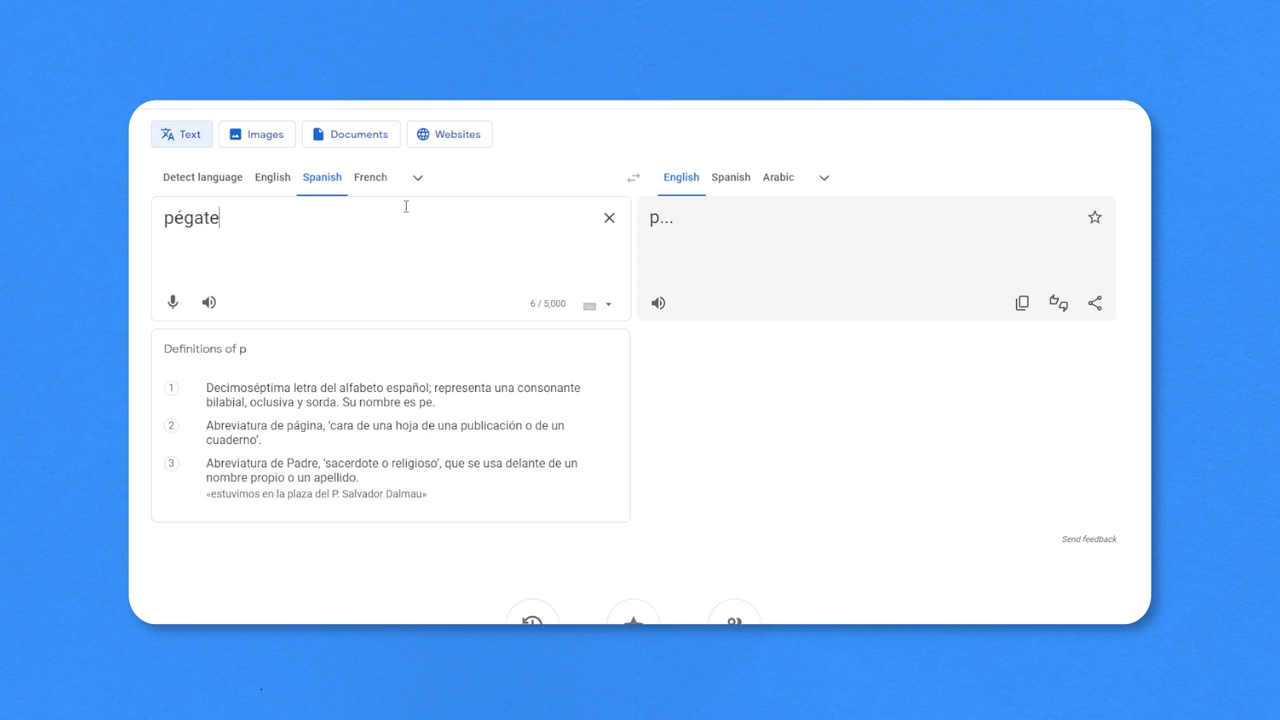 Text Images Documents Websites
Detect language English Spanish French English Spanish Arabic
pégate p...
6 / 5,000
Definitions of p
1 Decimoséptima letra del alfabeto español; representa una consonante
bilabial, oclusiva y sorda. Su nombre es pe.
2 Abreviatura de página, ‘cara de una hoja de una publicación o de un
cuaderno’.
3 Abreviatura de Padre, ‘sacerdote o religioso’, que se usa delante de un
nombre propio o un apellido.
«estuvimos en la plaza del P. Salvador Dalmau»
Send feedback